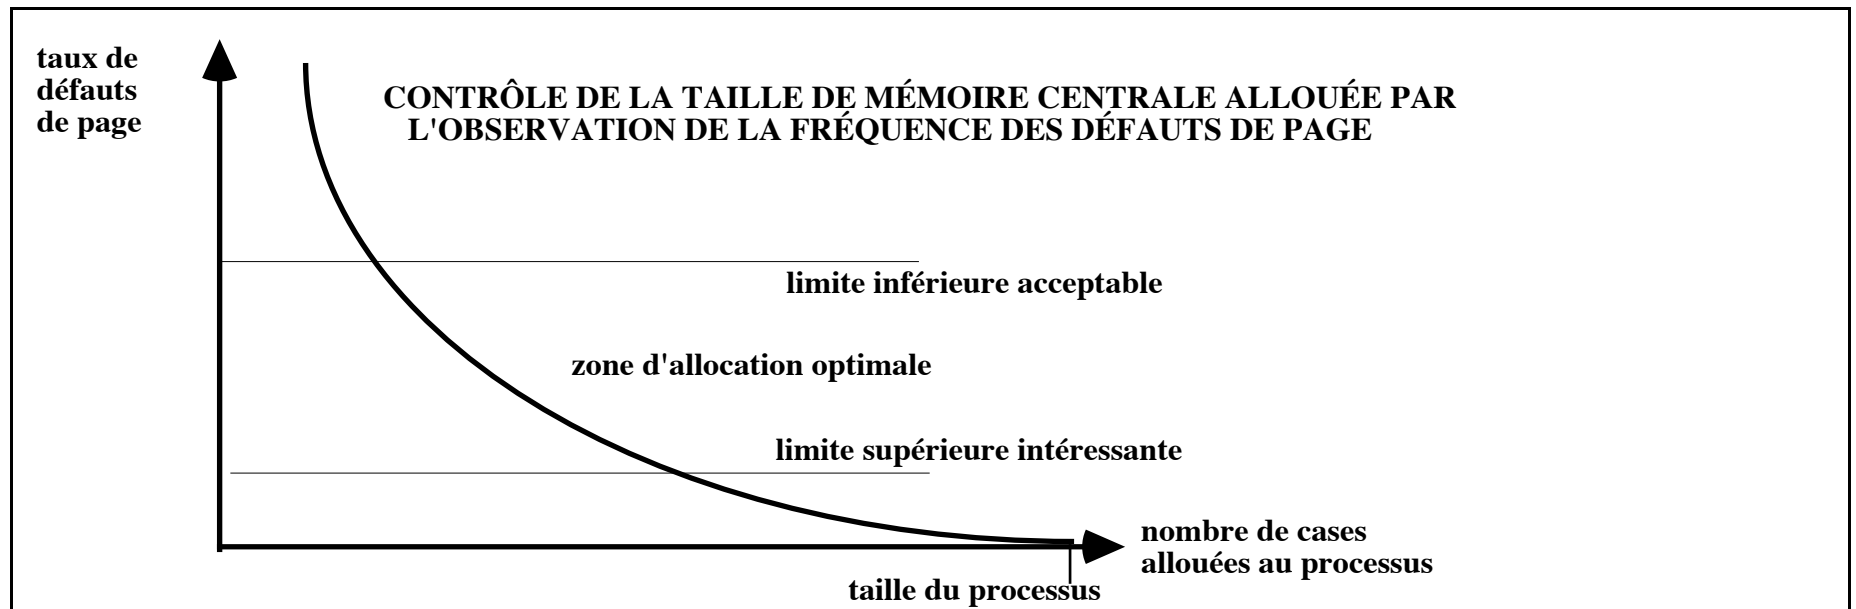 taux de
défauts
de page
CONTRÔLE DE LA TAILLE DE MÉMOIRE CENTRALE ALLOUÉE PAR
L'OBSERVATION DE LA FRÉQUENCE DES DÉFAUTS DE PAGE
limite inférieure acceptable
zone d'allocation optimale
limite supérieure intéressante
nombre de cases
allouées au processus
taille du processus